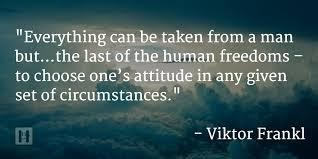 "Everything can be taken from a man
but...the last of the human freedoms –
to choose one's attitude in any given
set of circumstances."
- Viktor Frankl